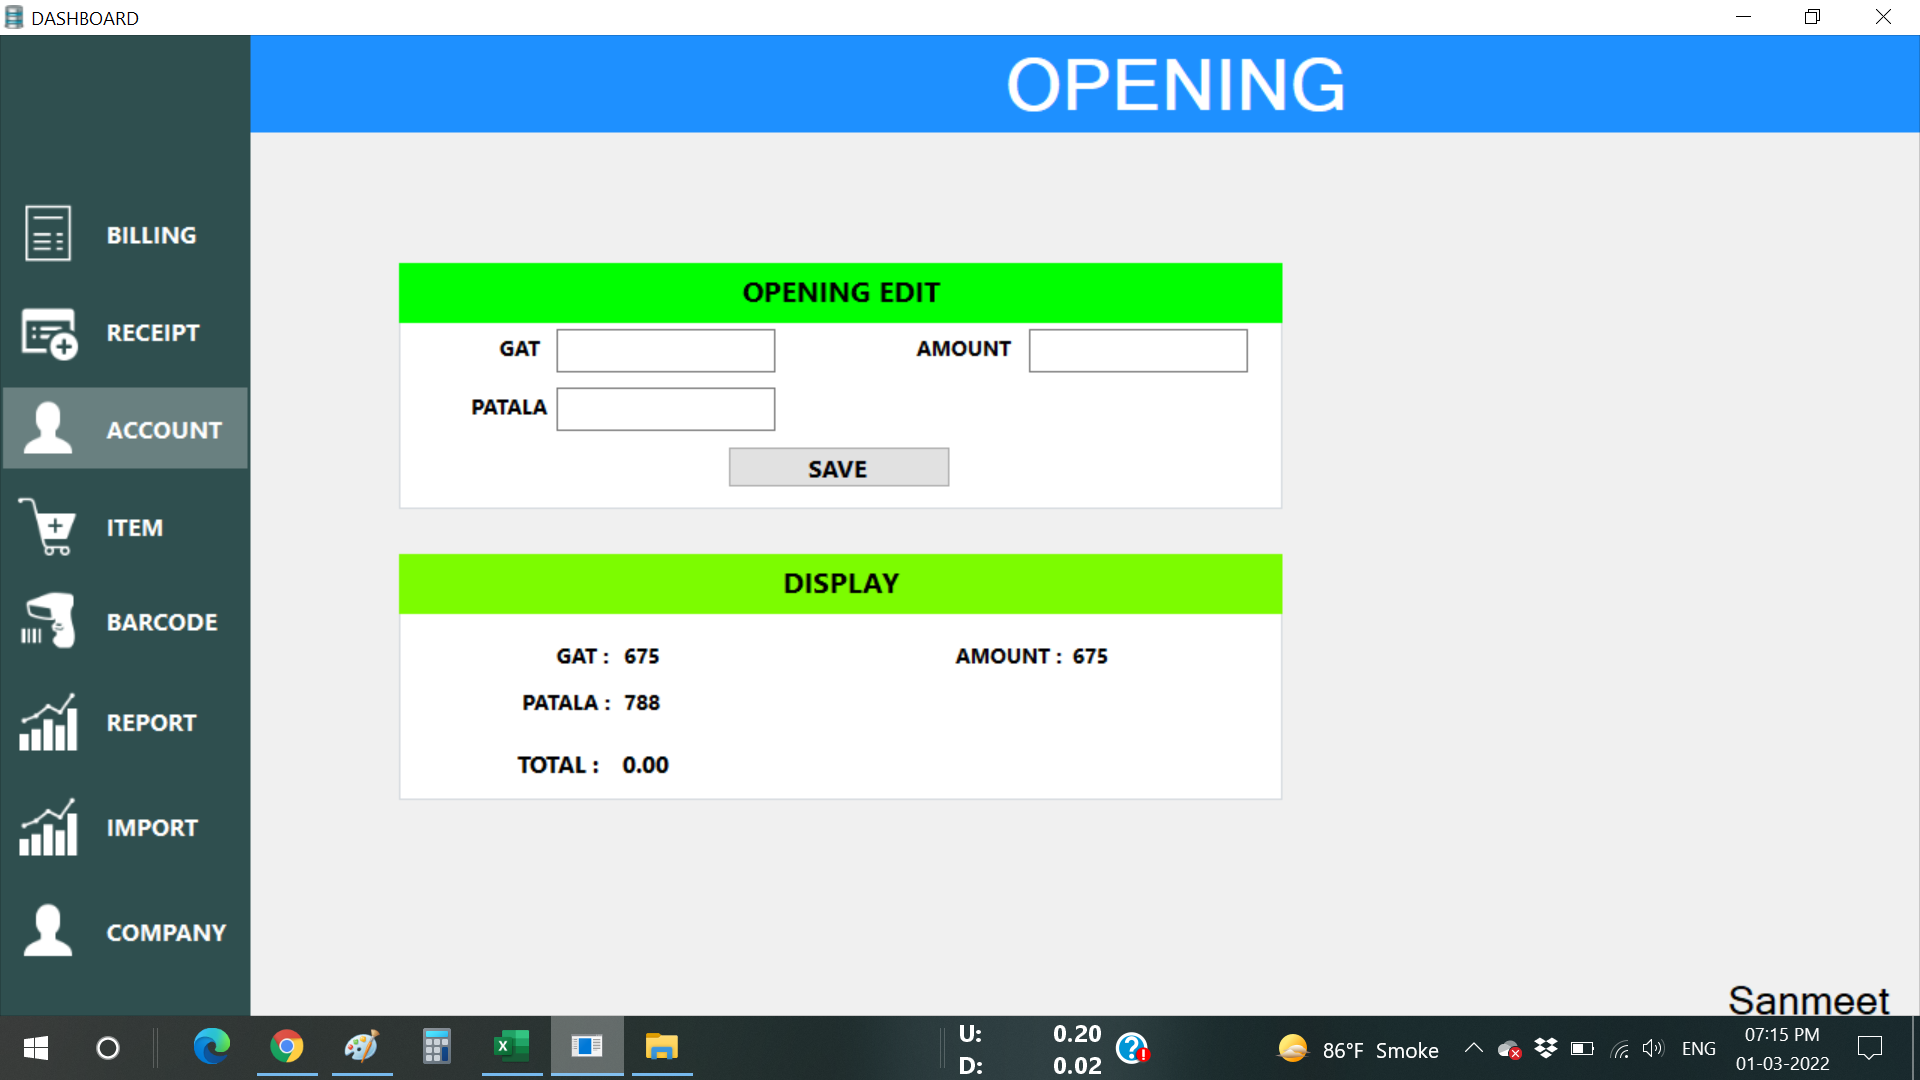 DASHBOARD
OPENING
BILLING
RECEIPT
ACCOUNT
ITEM
BARCODE
REPORT
IMPORT
COMPANY
OPENING EDIT
GAT
AMOUNT
PATALA
SAVE
DISPLAY
GAT : 675
AMOUNT : 675
PATALA : 788
TOTAL : 0.00
Sanmeet
U: 0.20
D: 0.02
86°F Smoke
ENG
07:15 PM
01-03-2022